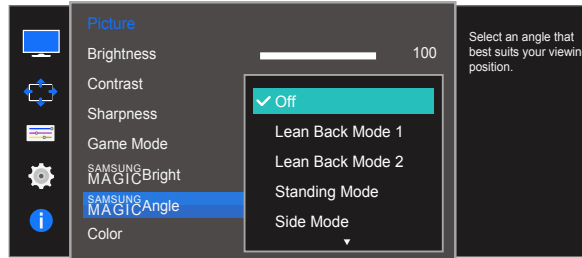 Picture
Brightness 100
Contrast
Sharpness
Game Mode
SAMSUNG
MAGICBright
SAMSUNG
MAGICAngle
Color
Off
Lean Back Mode 1
Lean Back Mode 2
Standing Mode
Side Mode
Select an angle that
best suits your viewin
position.